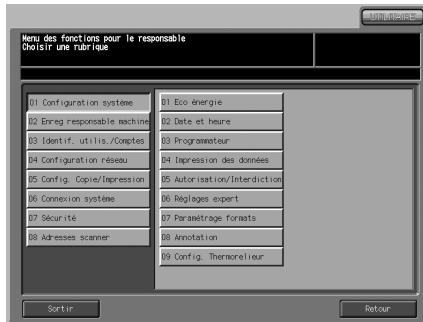 UTILITAIRE
Menu des fonctions pour le responsable
Choisir une rubrique
01 Configuration système
02 Enreg responsable machine
03 Identif. utilis./Comptes
04 Configuration réseau
05 Config. Copie/Impression
06 Connexion système
07 Sécurité
08 Adresses scanner
01 Eco énergie
02 Date et heure
03 Programmateur
04 Impression des données
05 Autorisation/Interdiction
06 Réglages expert
07 Paramétrage formats
08 Annotation
09 Config. Thermorelieur
Sortir
Retour